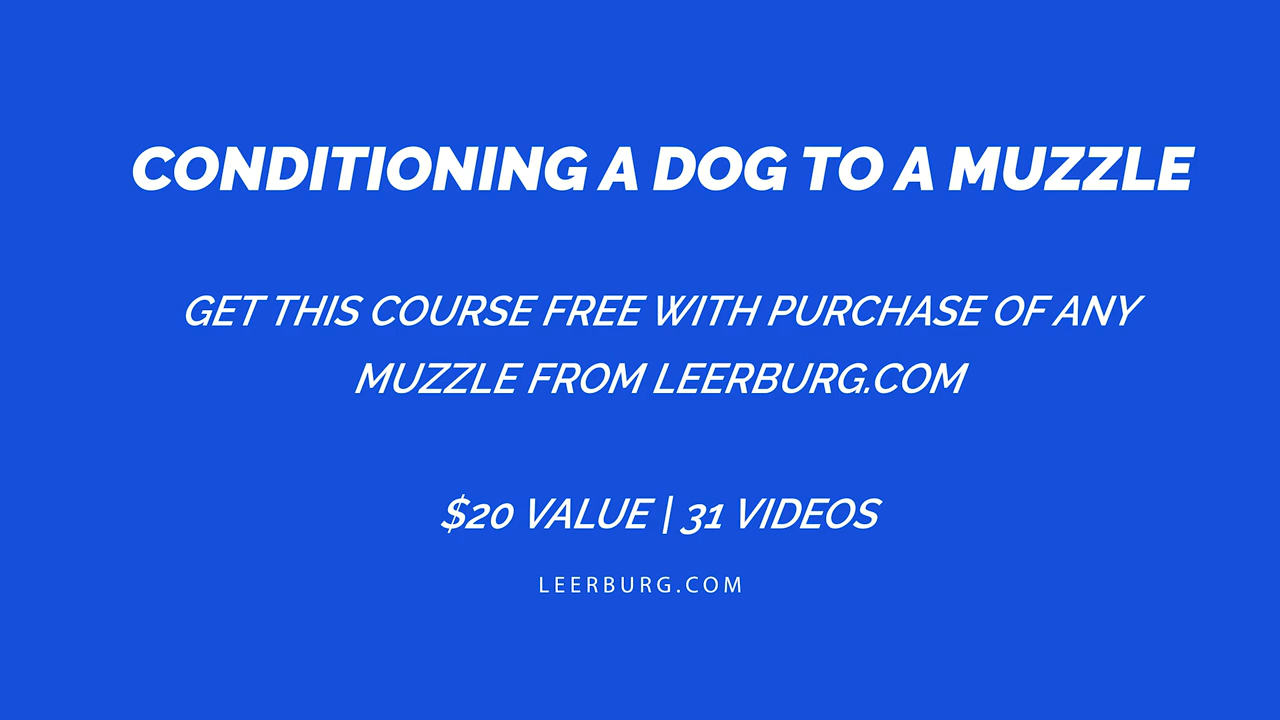 CONDITIONING A DOG TO A MUZZLE
GET THIS COURSE FREE WITH PURCHASE OF ANY
MUZZLE FROM LEERBURG.COM
$20 VALUE | 31 VIDEOS
LEERBURG.COM